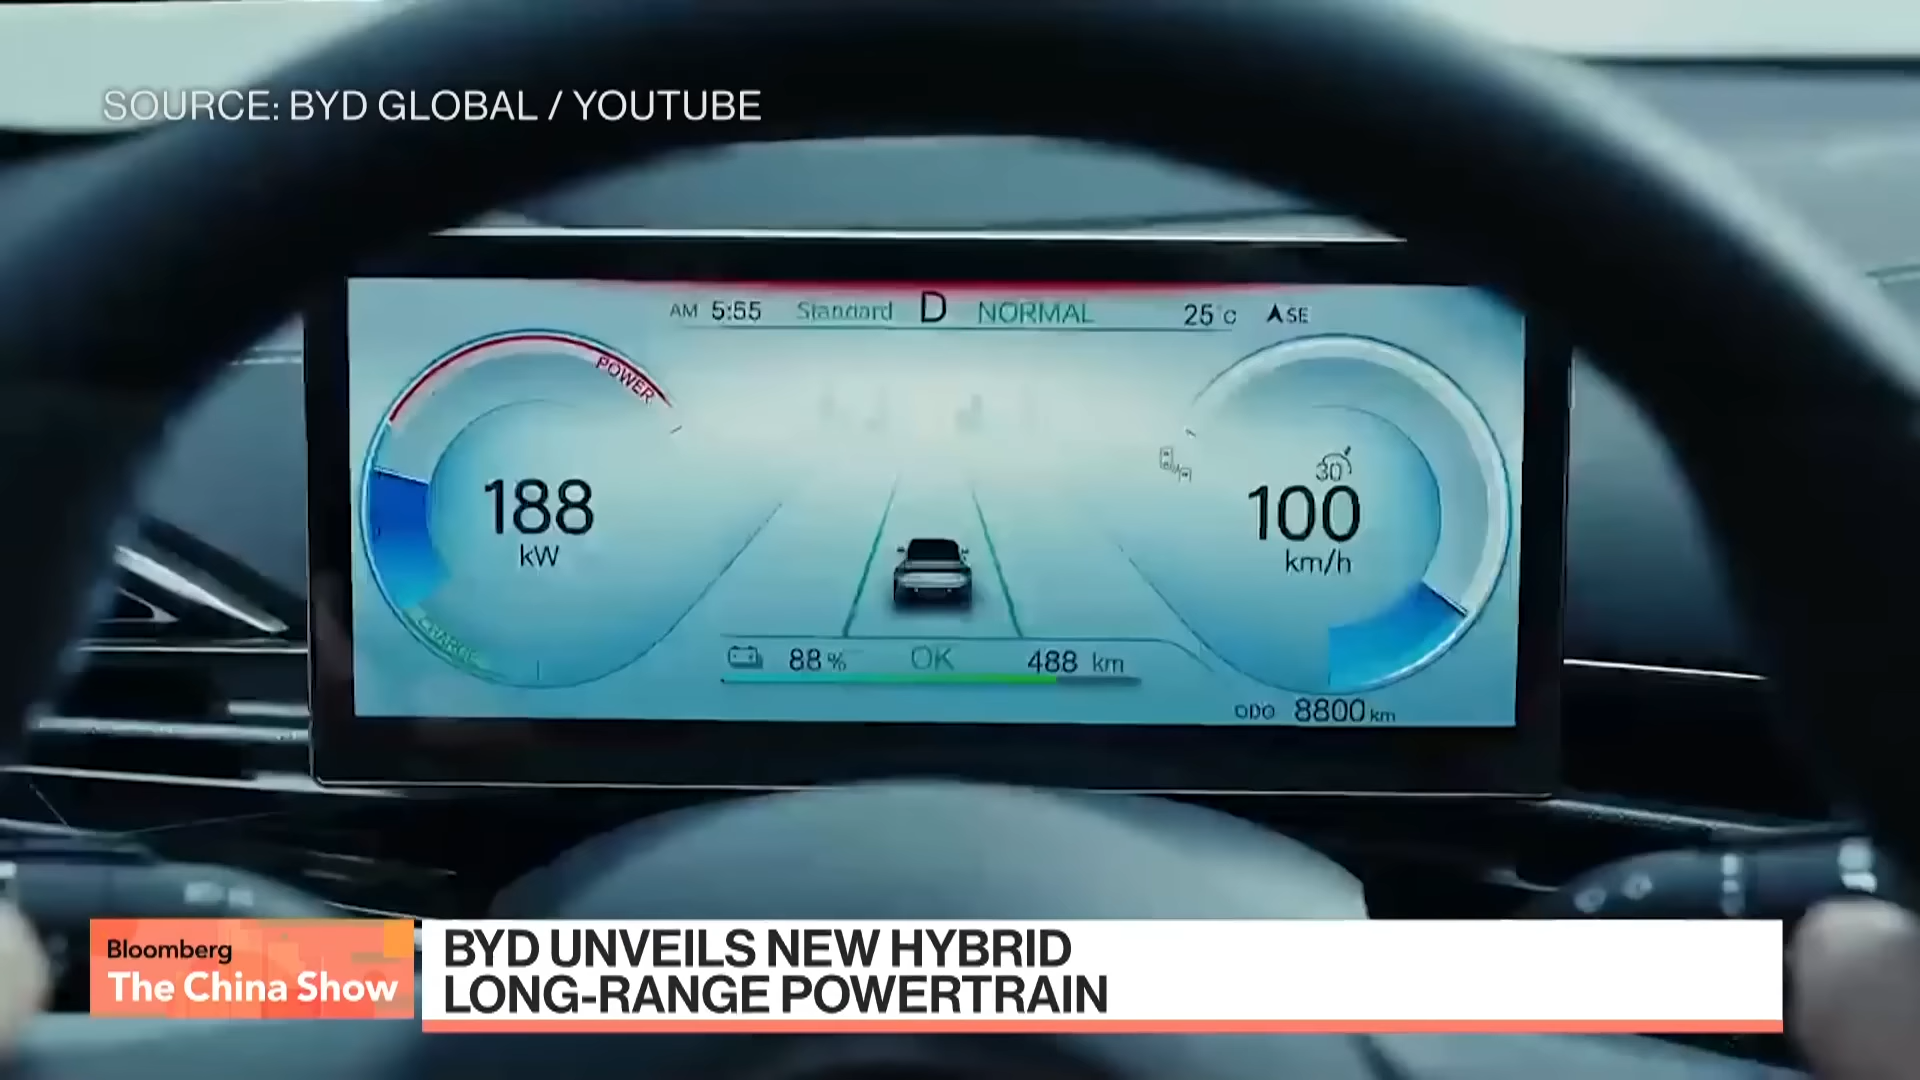 SOURCE: BYD GLOBAL / YOUTUBE
AM 5:55 Standard D NORMAL 25°C SE
POWER
188
kW
30
100
km/h
CHARGE
88% OK 488 km
ODO 8800 km
Bloomberg
The China Show
BYD UNVEILS NEW HYBRID
LONG-RANGE POWERTRAIN